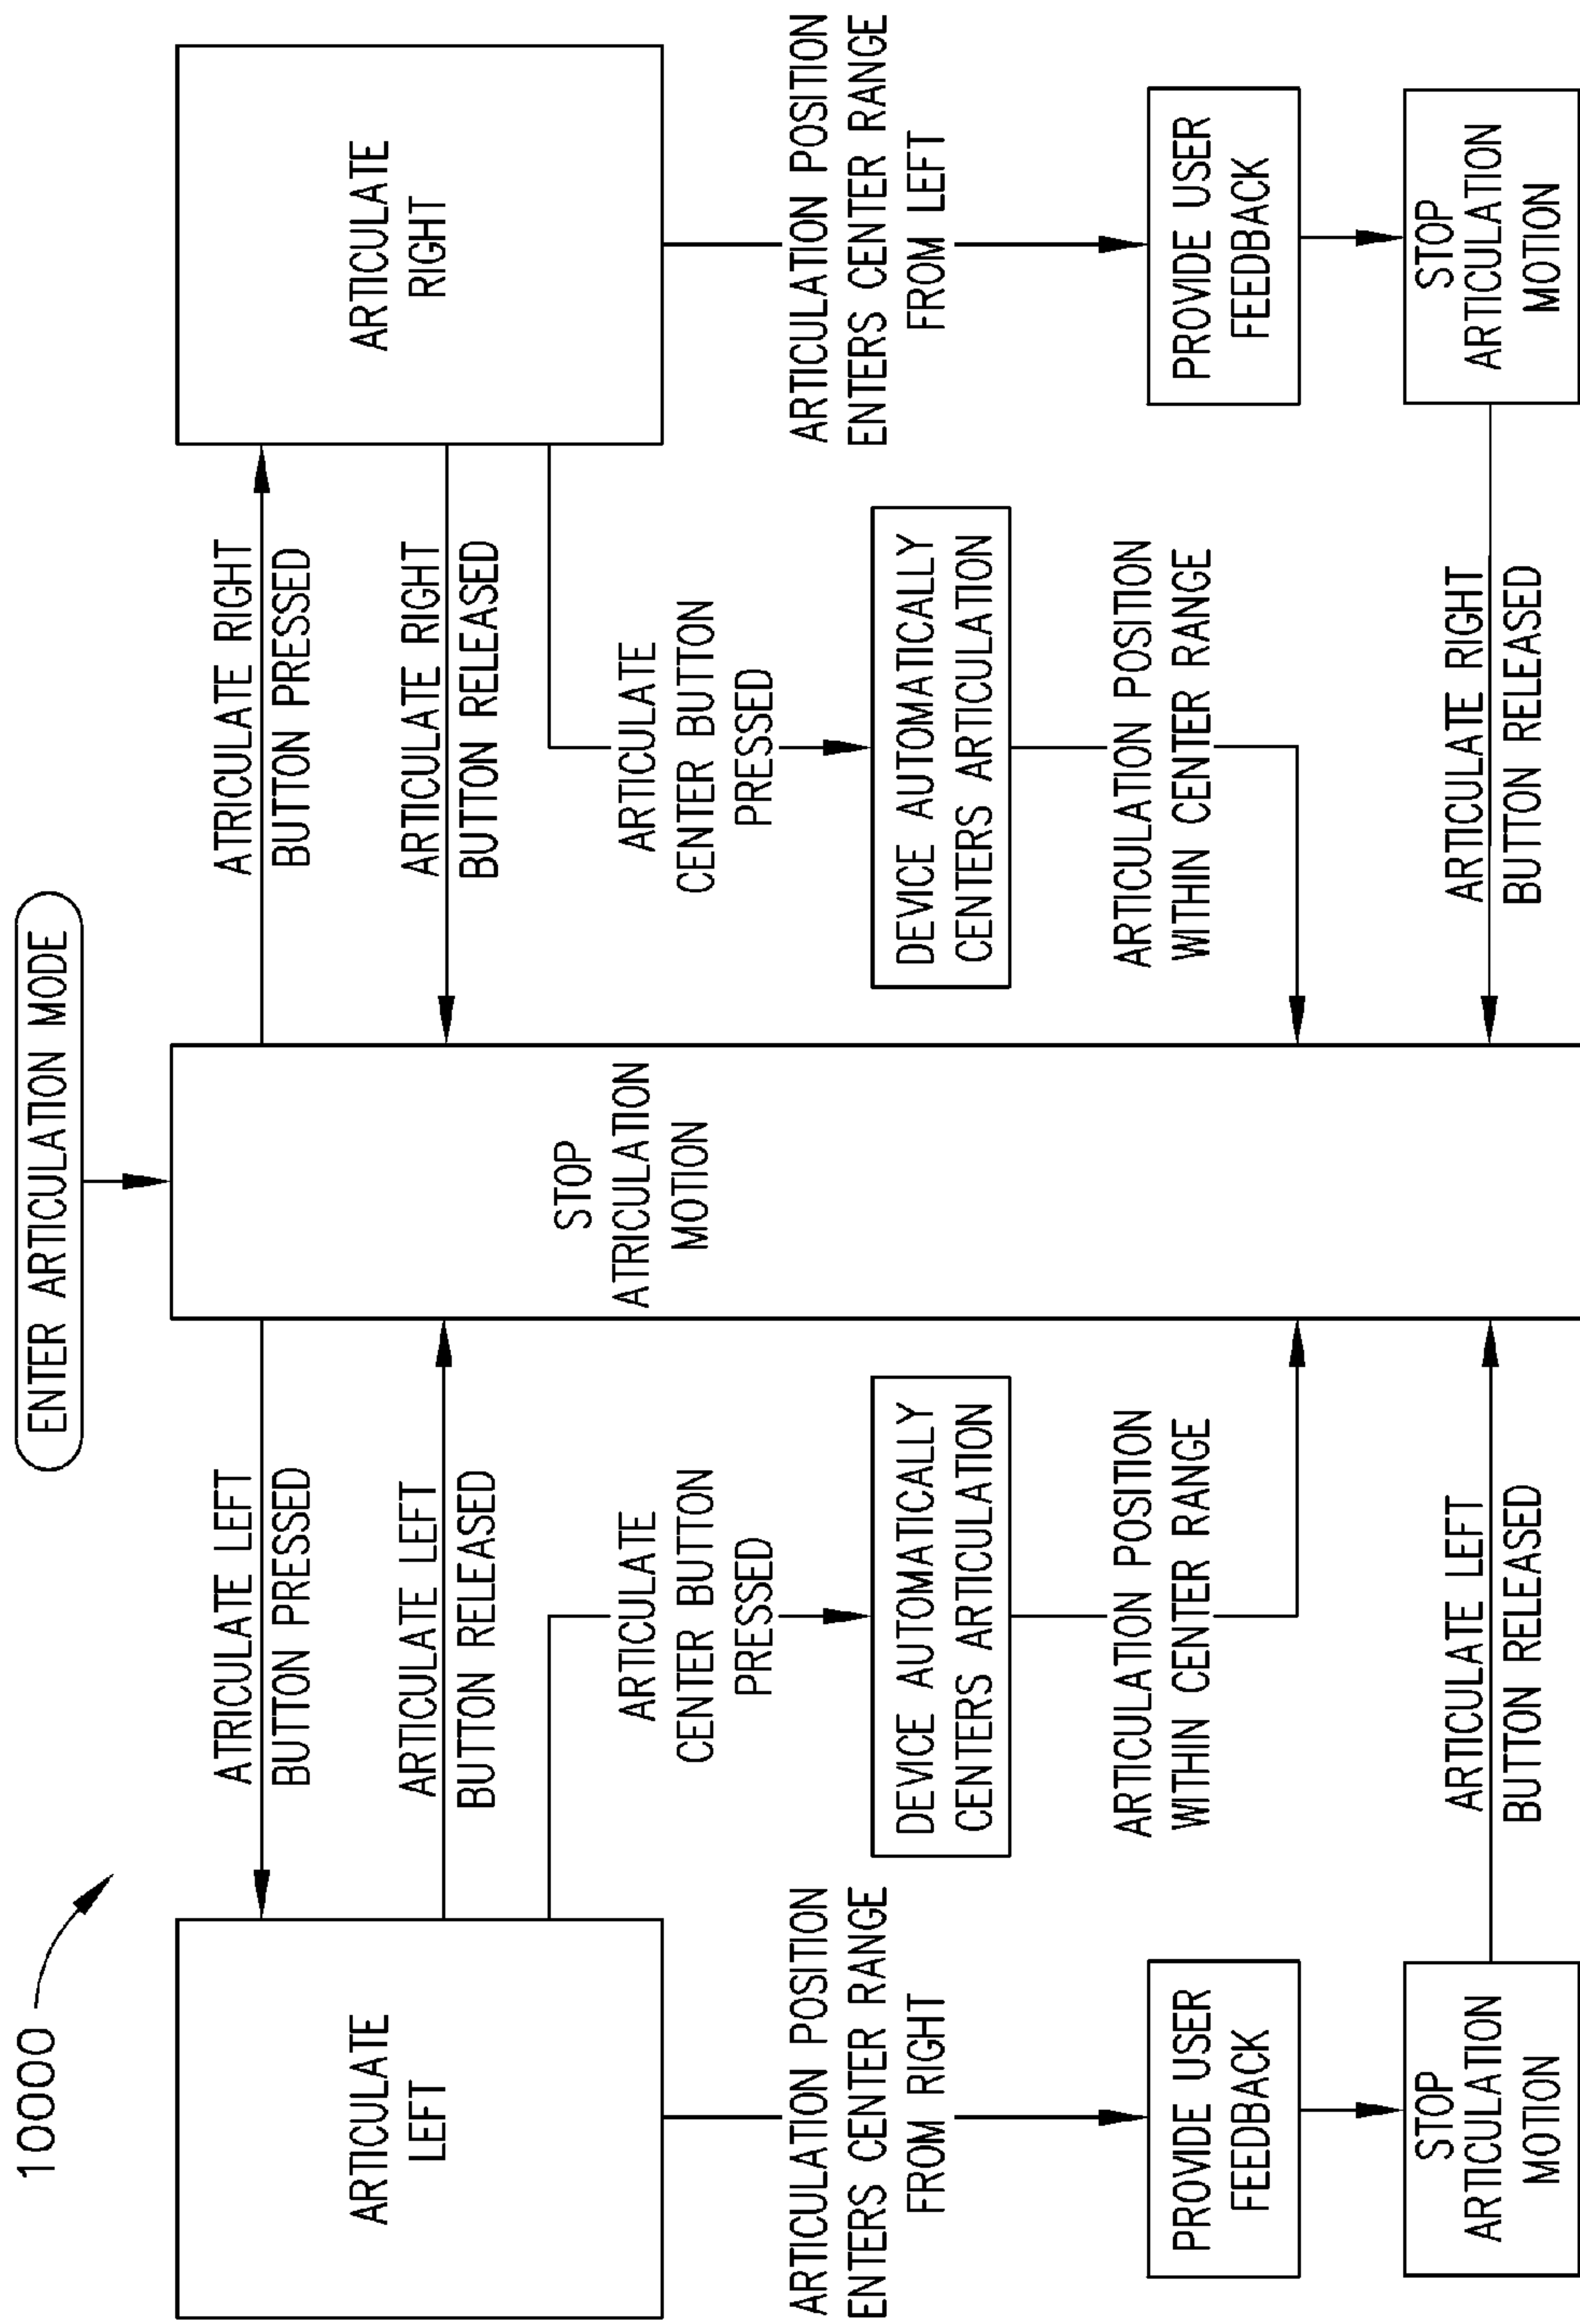 10000
ENTER ARTICULATION MODE
ARTICULATE
LEFT
ATRICULATE LEFT
BUTTON PRESSED
ARTICULATE LEFT
BUTTON RELEASED
ARTICULATE
CENTER BUTTON
PRESSED
DEVICE AUTOMATICALLY
CENTERS ARTICULATION
ARTICULATION POSITION
WITHIN CENTER RANGE
ARTICULATION POSITION
ENTERS CENTER RANGE
FROM RIGHT
PROVIDE USER
FEEDBACK
STOP
ARTICULATION
MOTION
ARTICULATE LEFT
BUTTON RELEASED
STOP
ATRICULATION
MOTION
ATRICULATE RIGHT
BUTTON PRESSED
ARTICULATE RIGHT
BUTTON RELEASED
ARTICULATE
CENTER BUTTON
PRESSED
DEVICE AUTOMATICALLY
CENTERS ARTICULATION
ARTICULATION POSITION
WITHIN CENTER RANGE
ARTICULATE RIGHT
BUTTON RELEASED
ARTICULATE
RIGHT
ARTICULATION POSITION
ENTERS CENTER RANGE
FROM LEFT
PROVIDE USER
FEEDBACK
STOP
ARTICULATION
MOTION